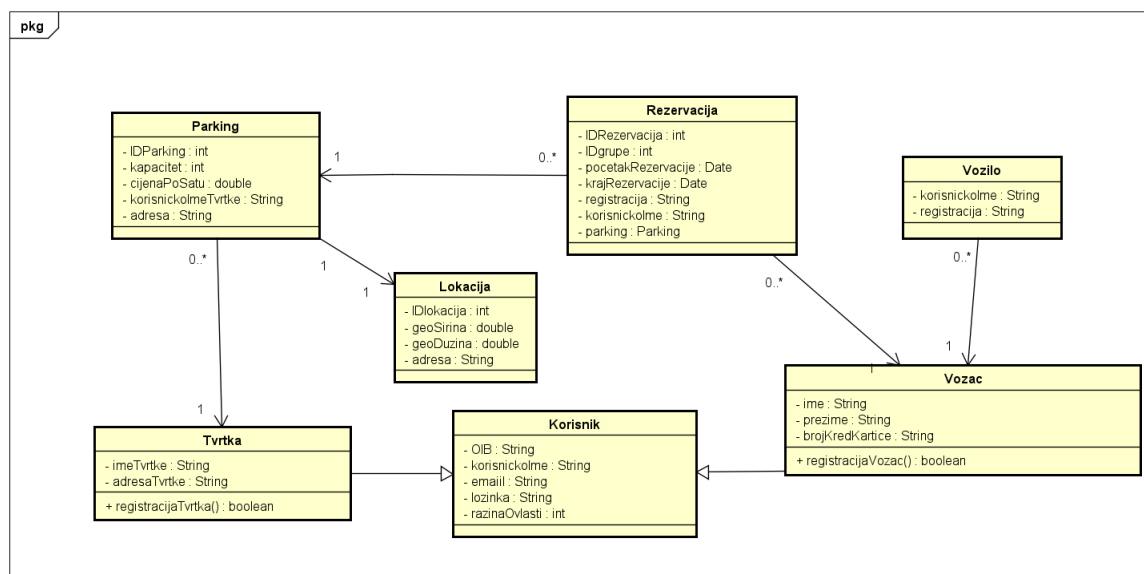 pkg
Parking
- IDParking : int
- kapacitet : int
- cijenaPoSatu : double
- korisnickoImeTvrtke : String
- adresa : String
Rezervacija
- IDRezervacija : int
- IDgrupe : int
- pocetakRezervacije : Date
- krajRezervacije : Date
- registracija : String
- korisnickoIme : String
- parking : Parking
Vozilo
- korisnickoIme : String
- registracija : String
1
0..*
0..*
1
1
0..*
0..*
Lokacija
- IDlokacija : int
- geoSirina : double
- geoDuzina : double
- adresa : String
1
1
1
Vozac
- ime : String
- prezime : String
- brojKredKartice : String
+ registracijaVozac() : boolean
Tvrtka
- imeTvrtke : String
- adresaTvrtke : String
+ registracijaTvrtka() : boolean
Korisnik
- OIB : String
- korisnickoIme : String
- emaiil : String
- lozinka : String
- razinaOvlasti : int